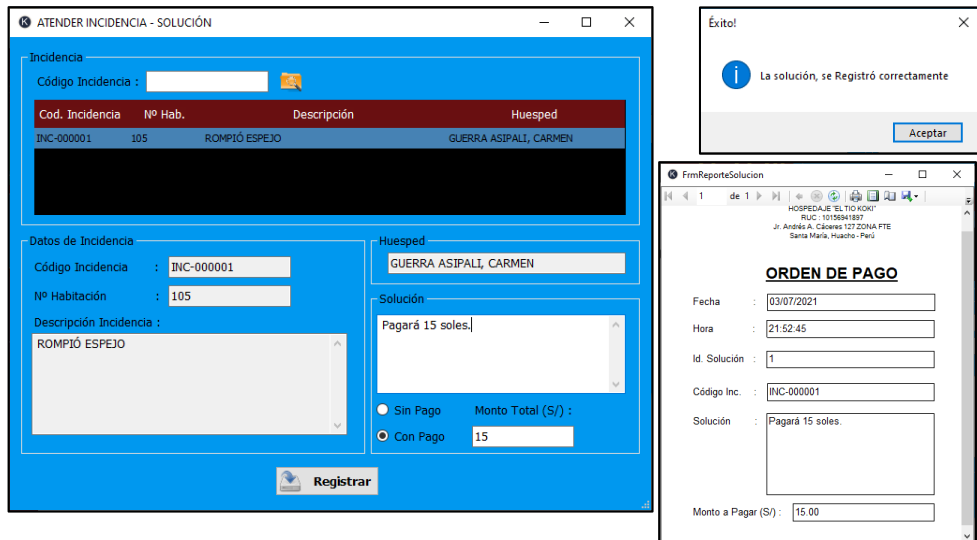 ATENDER INCIDENCIA - SOLUCIÓN
Incidencia
Código Incidencia :
Cod. Incidencia Nº Hab. Descripción Huesped
INC-000001 105 ROMPIÓ ESPEJO GUERRA ASIPALI, CARMEN
Datos de Incidencia
Código Incidencia : INC-000001
Nº Habitación : 105
Descripción Incidencia :
ROMPIÓ ESPEJO
Huesped
GUERRA ASIPALI, CARMEN
Solución
Pagará 15 soles.
Sin Pago Monto Total (S/) :
Con Pago 15
Registrar
Éxito!
La solución, se Registró correctamente
Aceptar
FrmReporteSolucion
1 de 1
HOSPEDAJE "EL TIO KOKI"
RUC : 10156941897
Jr. Andrés A. Cáceres 127 ZONA FTE
Santa María, Huacho - Perú
ORDEN DE PAGO
Fecha : 03/07/2021
Hora : 21:52:45
Id. Solución : 1
Código Inc. : INC-000001
Solución : Pagará 15 soles.
Monto a Pagar (S/) : 15.00